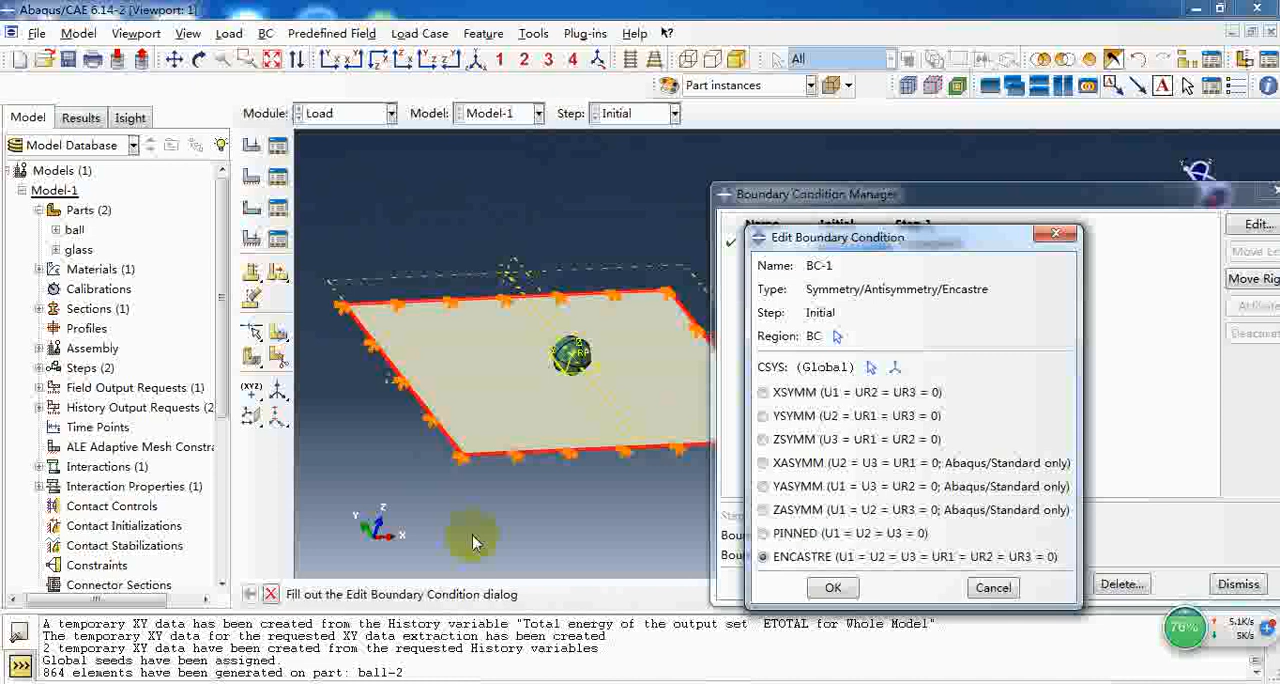 Abaqus/CAE 6.14-2 [Viewport: 1]
File Model Viewport View Load BC Predefined Field Load Case Feature Tools Plug-ins Help
1 2 3 4 All
Part instances
Model Results Isight
Module: Load Model: Model-1 Step: Initial
Model Database
Models (1)
Model-1
Parts (2)
ball
glass
Materials (1)
Calibrations
Sections (1)
Profiles
Assembly
Steps (2)
Field Output Requests (2)
History Output Requests (2
Time Points
ALE Adaptive Mesh Constra
Interactions (1)
Interaction Properties (1)
Contact Controls
Contact Initializations
Contact Stabilizations
Constraints
Connector Sections
RP
Z
Y
X
Boundary Condition Manager
Edit...
Move Le
Move Rig
Activate
Deactiva
Delete... Dismiss
Edit Boundary Condition
Name: BC-1
Type: Symmetry/Antisymmetry/Encastre
Step: Initial
Region: BC
CSYS: (Global)
XSYMM (U1 = UR2 = UR3 = 0)
YSYMM (U2 = UR1 = UR3 = 0)
ZSYMM (U3 = UR1 = UR2 = 0)
XASYMM (U2 = U3 = UR1 = 0; Abaqus/Standard only)
YASYMM (U1 = U3 = UR2 = 0; Abaqus/Standard only)
ZASYMM (U1 = U2 = UR3 = 0; Abaqus/Standard only)
PINNED (U1 = U2 = U3 = 0)
ENCASTRE (U1 = U2 = U3 = UR1 = UR2 = UR3 = 0)
OK Cancel
Fill out the Edit Boundary Condition dialog
A temporary XY data has been created from the History variable "Total energy of the output set ETOTAL for Whole Model"
The temporary XY data for the requested XY data extractions has been created
2 temporary XY data have been created from the requested History variables
Global seeds have been assigned.
864 elements have been generated on part: ball-2
76%
5.1K/s
5K/s